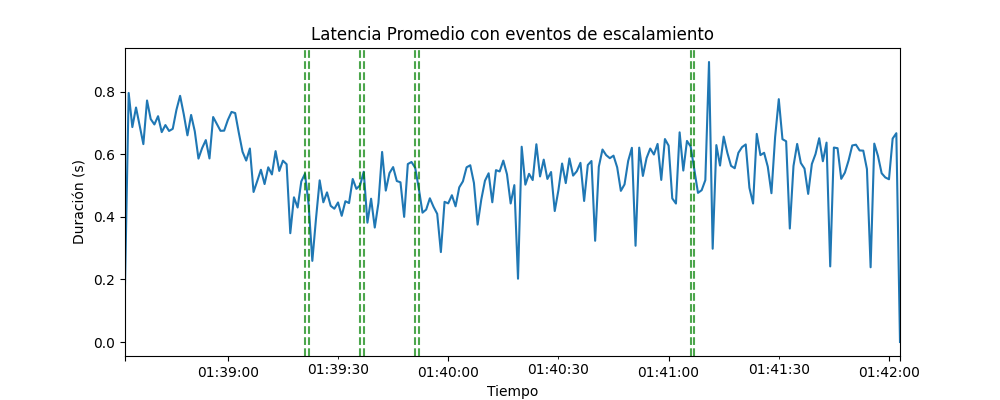 Latencia Promedio con eventos de escalamiento
Duración (s)
0.8
0.6
0.4
0.2
0.0
01:39:00 01:39:30 01:40:00 01:40:30 01:41:00 01:41:30 01:42:00
Tiempo